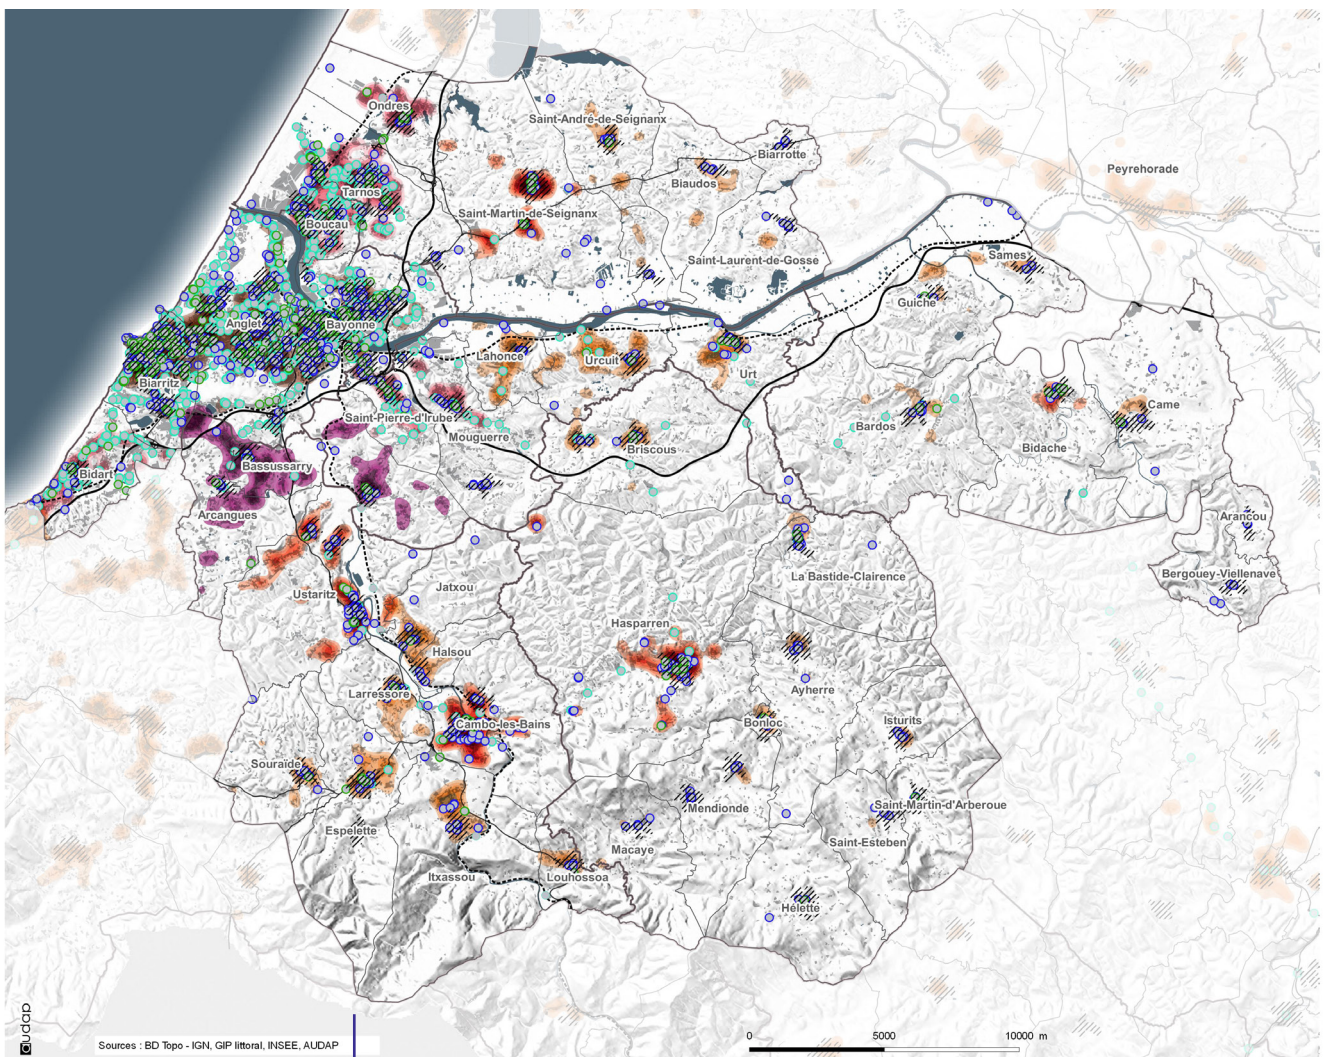 Ondres
Saint-André-de-Seignanx
Biarrotte
Peyrehorade
Biaudos
Tarnos
Saint-Martin-de-Seignanx
Boucau
Saint-Laurent-de-Gosse
Sames
Guiche
Anglet
Bayonne
Lahonce
Urcuit
Urt
Biarritz
Came
Saint-Pierre-d'Irube
Bardos
Mouguerre
Briscous
Bidache
Bidart
Bassussarry
Arcangues
Arancou
Bergouey-Viellenave
La Bastide-Clairence
Jatxou
Ustaritz
Hasparren
Halsou
Larressore
Ayherre
Cambo-les-Bains
Bonloc
Isturits
Souraïde
Mendionde
Saint-Martin-d'Arberoue
Espelette
Saint-Esteben
Macaye
Itxassou
Louhossoa
Hélette
audap
Sources : BD Topo - IGN, GIP littoral, INSEE, AUDAP
0 5000 10000 m